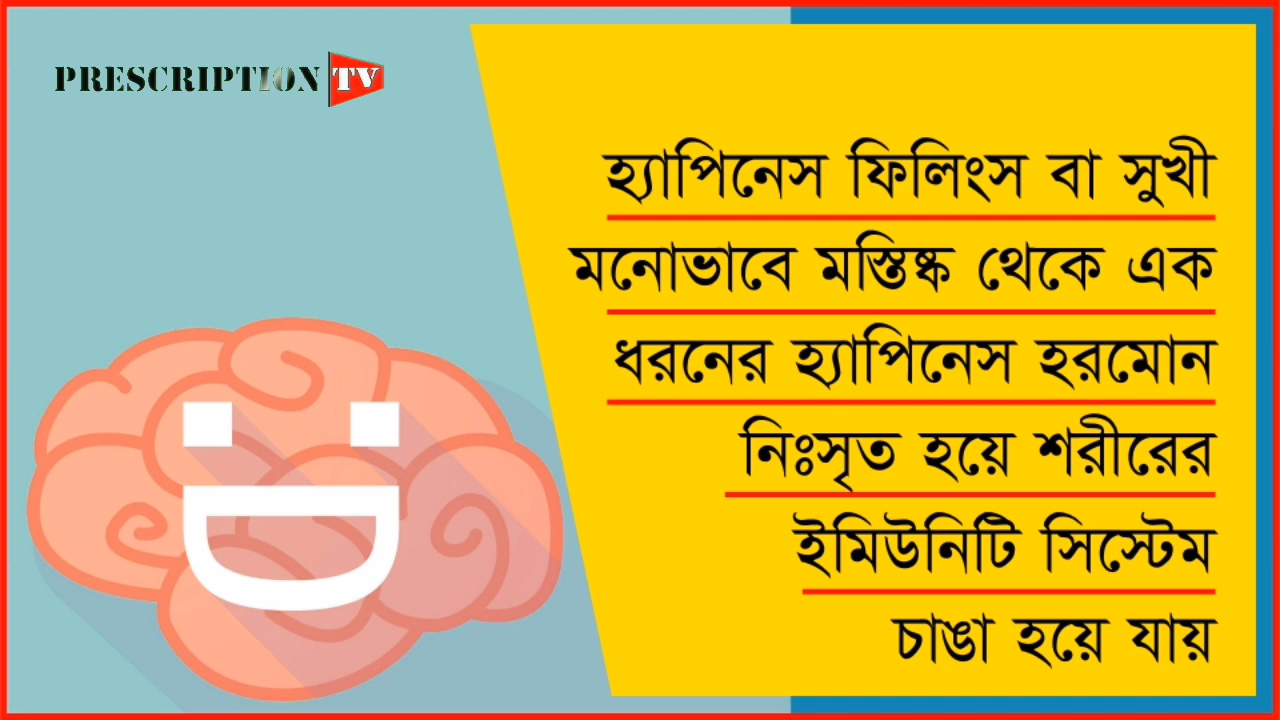 PRESCRIPTION TV
হ্যাপিনেস ফিলিংস বা সুখী
মনোভাবে মস্তিষ্ক থেকে এক
ধরনের হ্যাপিনেস হরমোন
নিঃসৃত হয়ে শরীরের
ইমিউনিটি সিস্টেম
চাঙা হয়ে যায়